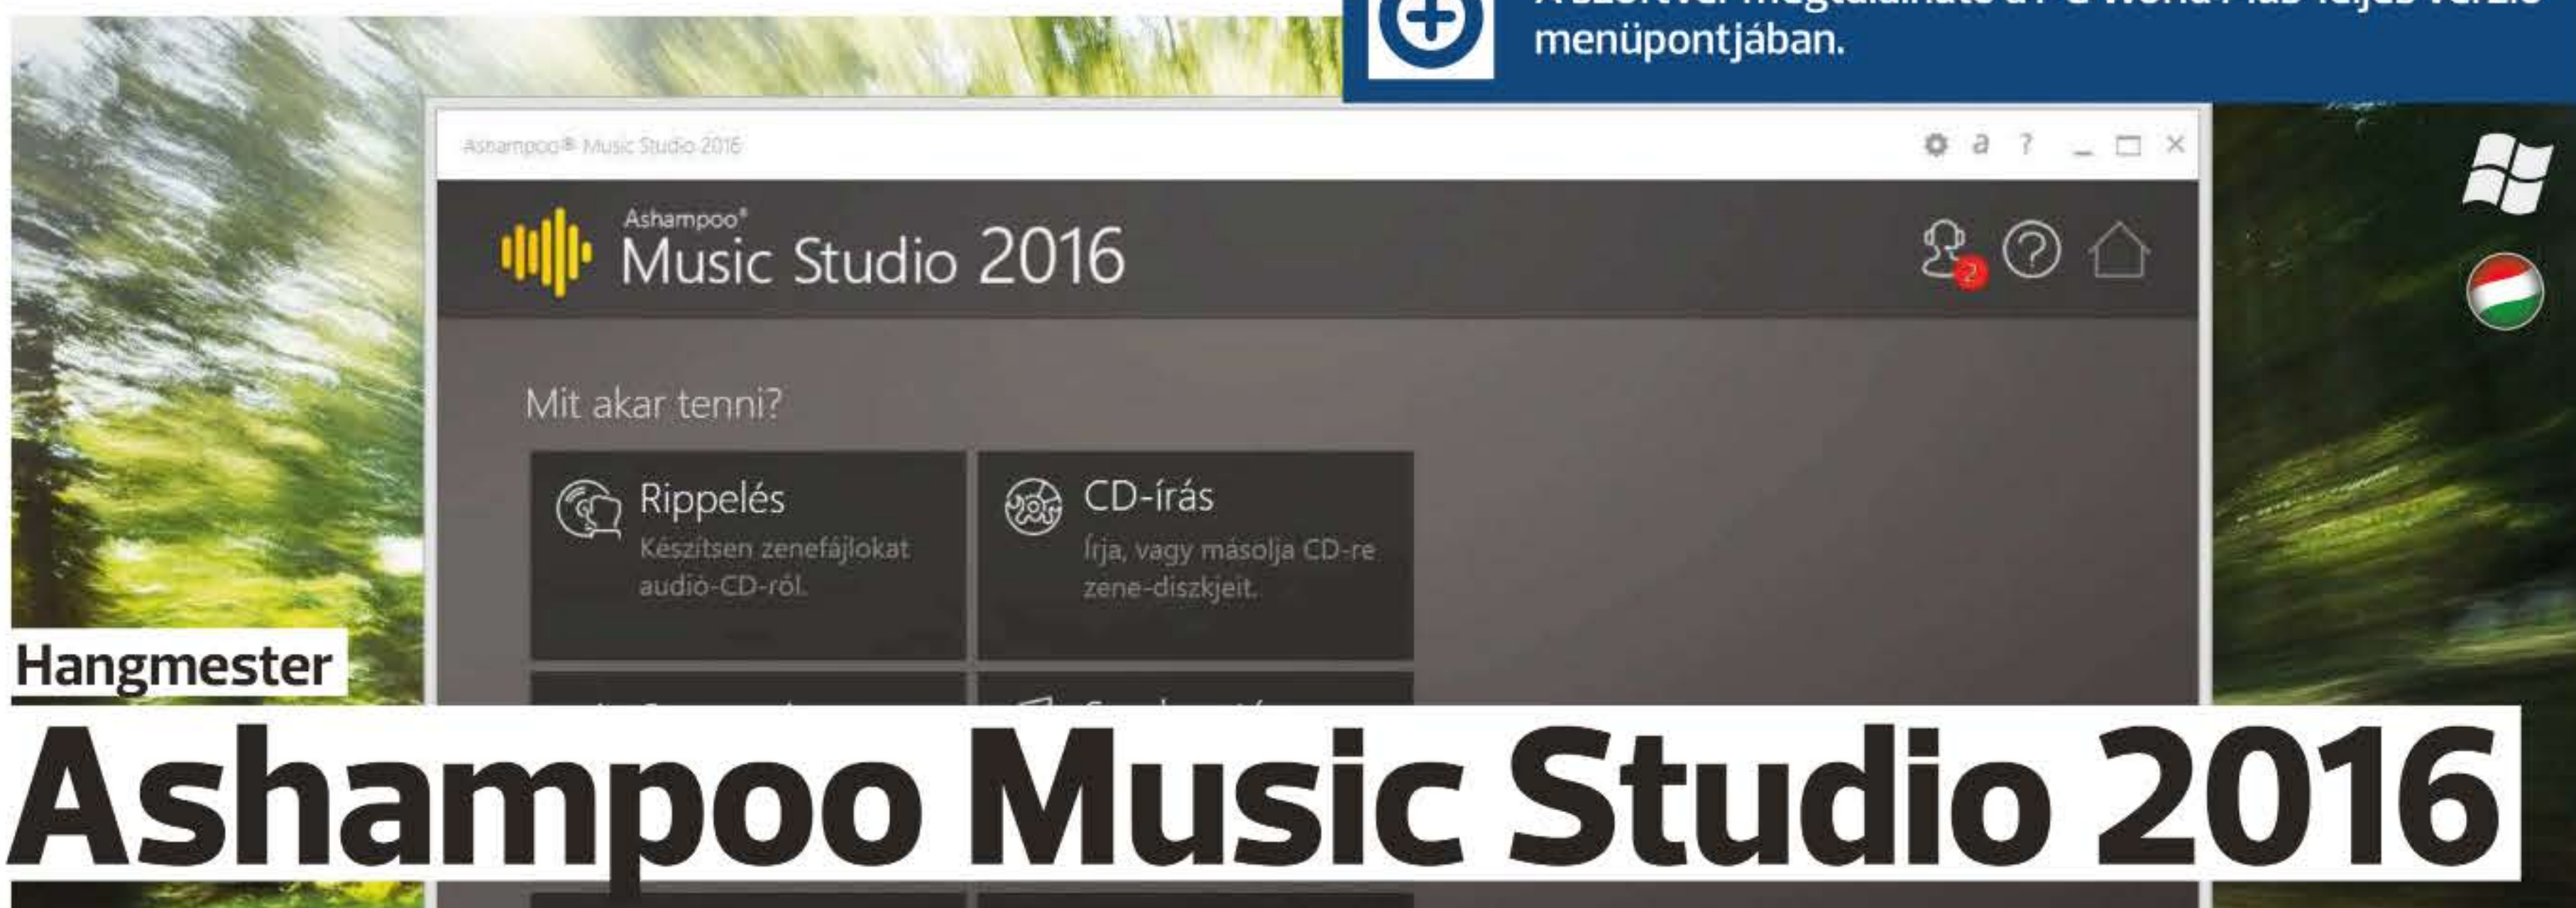 menüpontjában.
Ashampoo® Music Studio 2016
a ?
Ashampoo®
Music Studio 2016
2
?
Mit akar tenni?
Rippelés
Készítsen zenefájlokat
audió-CD-ről.
CD-írás
Írja, vagy másolja CD-re
zene-diszkjeit.
Hangmester
Ashampoo Music Studio 2016